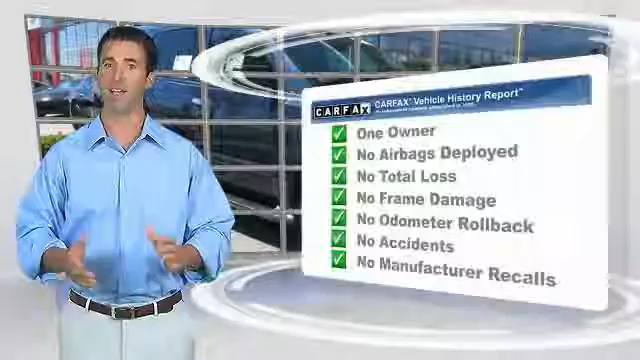 CARFAX CARFAX Vehicle History Report™
One Owner
No Airbags Deployed
No Total Loss
No Frame Damage
No Odometer Rollback
No Accidents
No Manufacturer Recalls